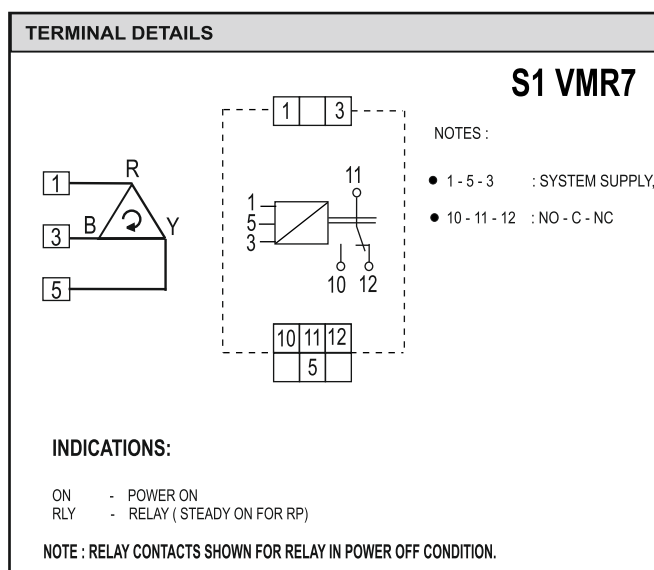 TERMINAL DETAILS
S1 VMR7
1 3
NOTES :
● 1 - 5 - 3 : SYSTEM SUPPLY,
● 10 - 11 - 12 : NO - C - NC
R
1
B
Y
3
5
11
1
5
3
10 12
10 11 12
5
INDICATIONS:
ON - POWER ON
RLY - RELAY ( STEADY ON FOR RP)
NOTE : RELAY CONTACTS SHOWN FOR RELAY IN POWER OFF CONDITION.